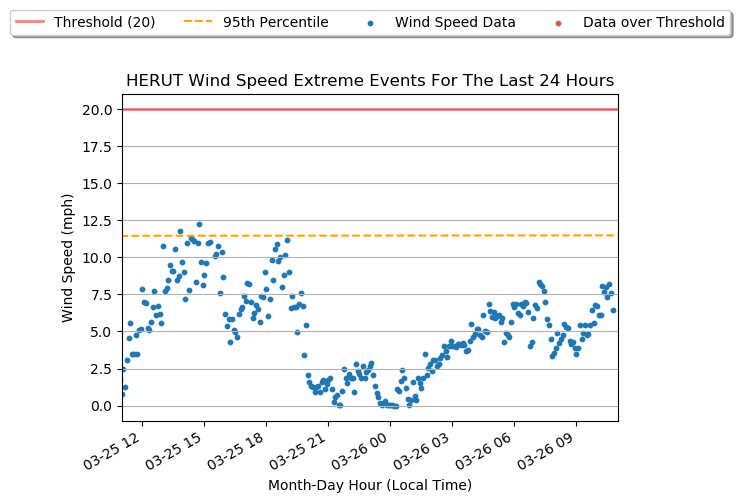 Threshold (20) 95th Percentile Wind Speed Data Data over Threshold
HERUT Wind Speed Extreme Events For The Last 24 Hours
20.0
17.5
15.0
12.5
10.0
7.5
5.0
2.5
0.0
Wind Speed (mph)
03-25 12 03-25 15 03-25 18 03-25 21 03-26 00 03-26 03 03-26 06 03-26 09
Month-Day Hour (Local Time)